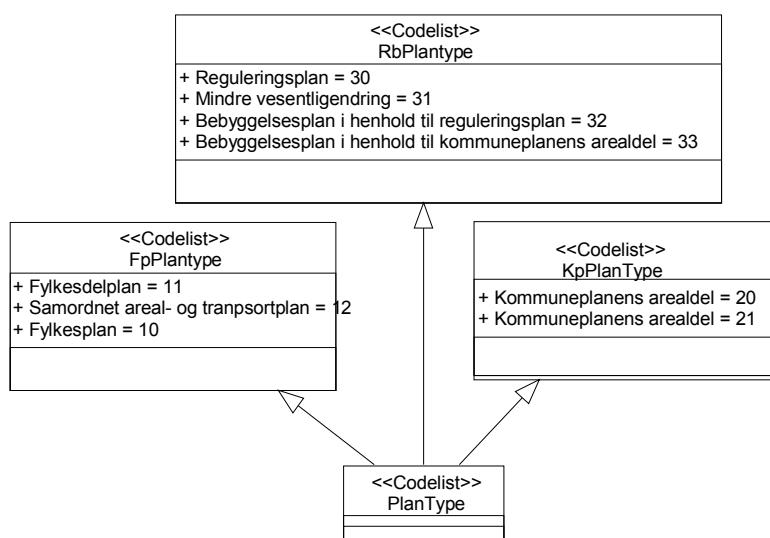 <<Codelist>>
RbPlantype
+ Reguleringsplan = 30
+ Mindre vesentligendring = 31
+ Bebyggelsesplan i henhold til reguleringsplan = 32
+ Bebyggelsesplan i henhold til kommuneplanens arealdel = 33
<<Codelist>>
FpPlantype
+ Fylkesdelplan = 11
+ Samordnet areal- og tranpsortplan = 12
+ Fylkesplan = 10
<<Codelist>>
KpPlanType
+ Kommuneplanens arealdel = 20
+ Kommuneplanens arealdel = 21
<<Codelist>>
PlanType